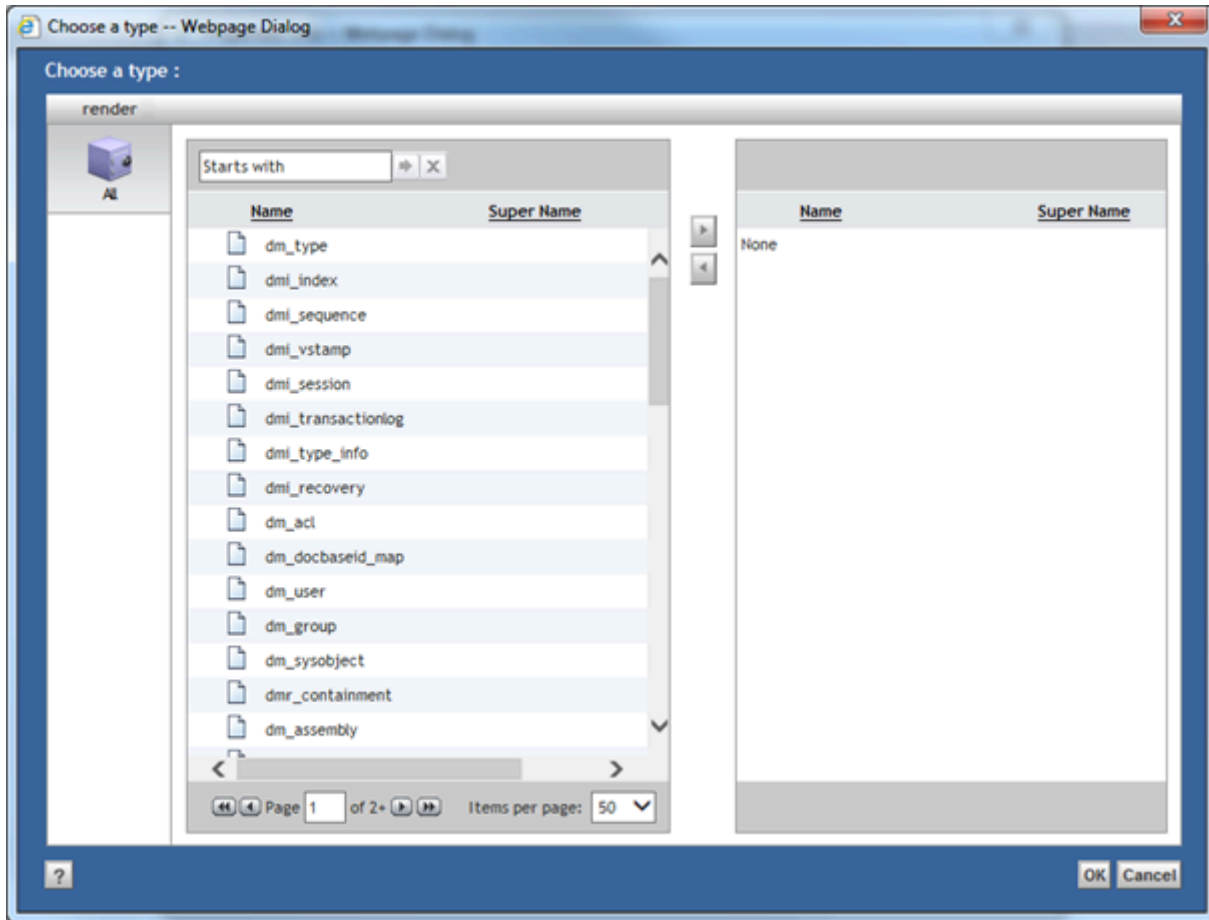 Choose a type -- Webpage Dialog
Choose a type :
render
All
Starts with
Name Super Name
dm_type
dmi_index
dmi_sequence
dmi_vstamp
dmi_session
dmi_transactionlog
dmi_type_info
dmi_recovery
dm_acl
dm_docbaseid_map
dm_user
dm_group
dm_sysobject
dmr_containment
dm_assembly
Page 1 of 2+ Items per page: 50
Name Super Name
None
? OK Cancel